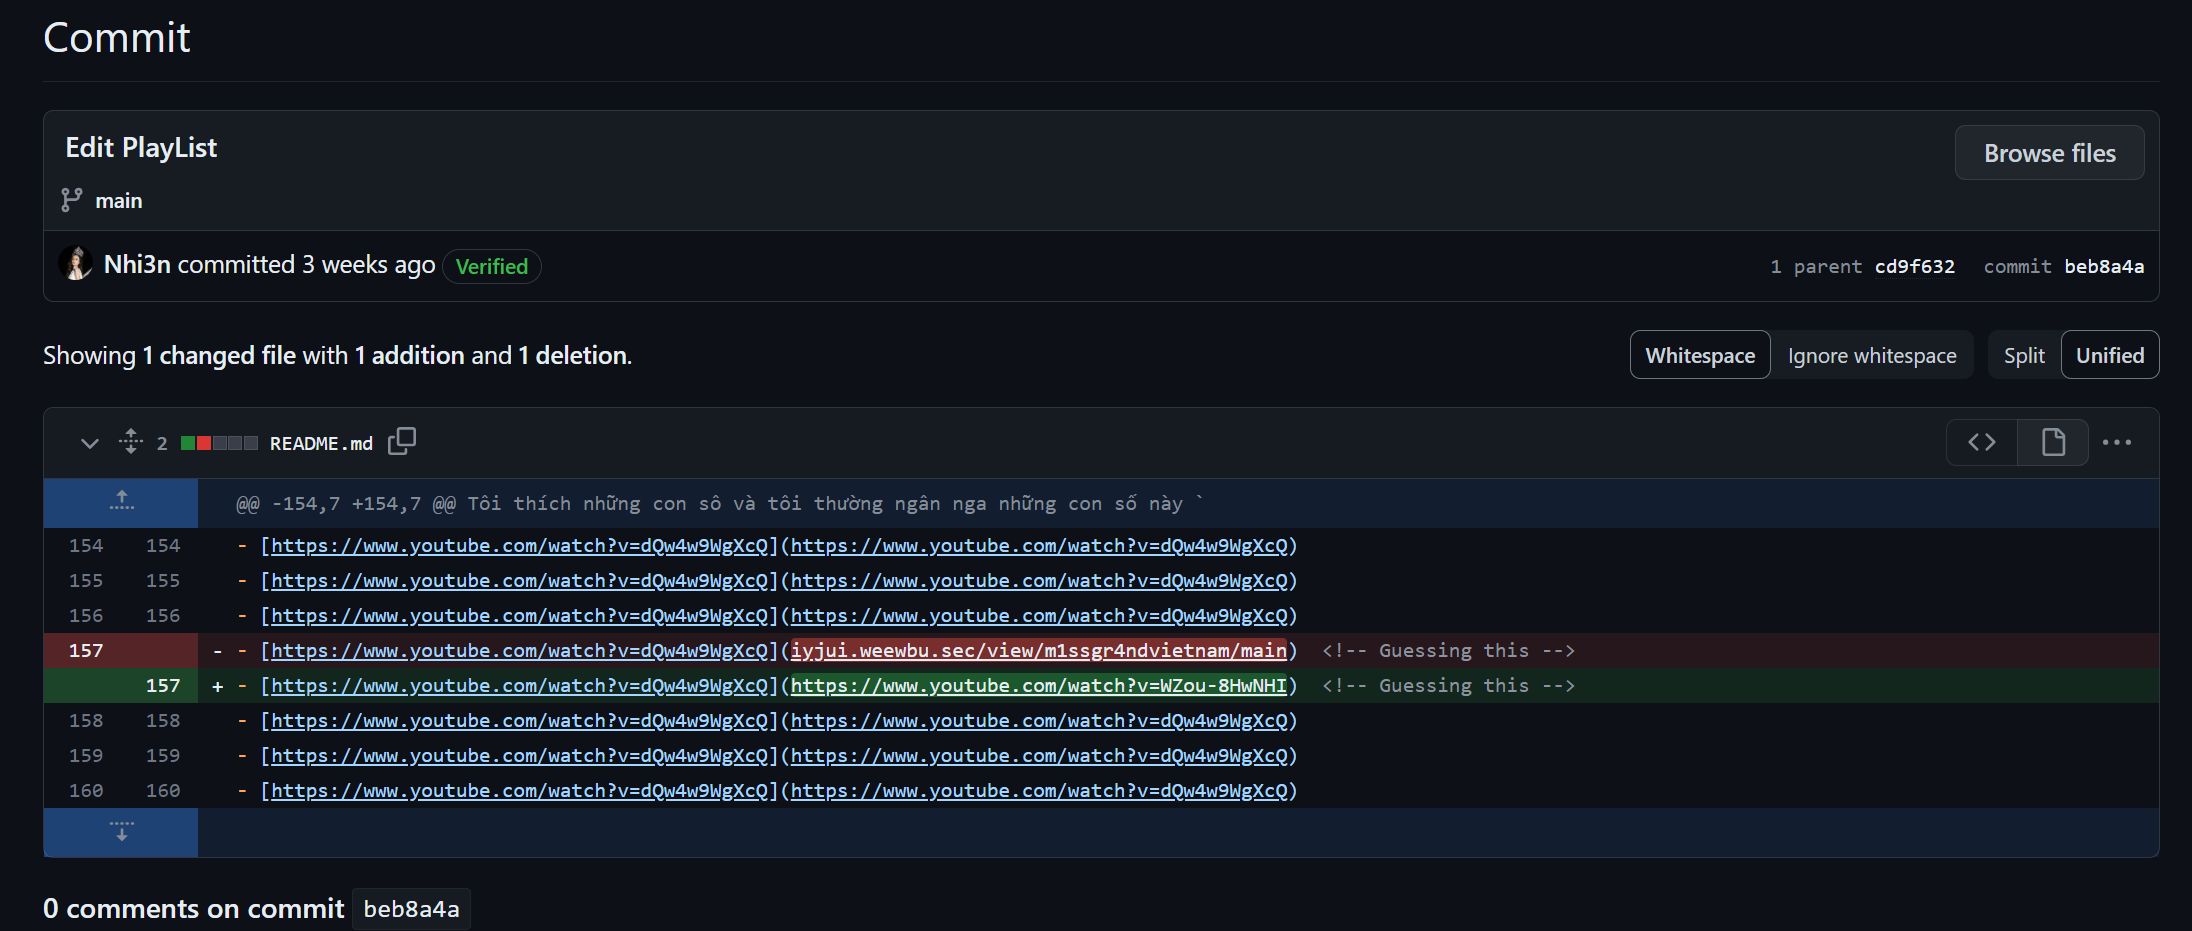 Commit
Edit PlayList
Browse files
main
Nhi3n committed 3 weeks ago Verified
1 parent cd9f632 commit beb8a4a
Showing 1 changed file with 1 addition and 1 deletion.
Whitespace Ignore whitespace Split Unified
2 README.md
@@ -154,7 +154,7 @@ Tôi thích những con sô và tôi thường ngân nga những con số này `
154 154 - [https://www.youtube.com/watch?v=dQw4w9WgXcQ](https://www.youtube.com/watch?v=dQw4w9WgXcQ)
155 155 - [https://www.youtube.com/watch?v=dQw4w9WgXcQ](https://www.youtube.com/watch?v=dQw4w9WgXcQ)
156 156 - [https://www.youtube.com/watch?v=dQw4w9WgXcQ](https://www.youtube.com/watch?v=dQw4w9WgXcQ)
157 - - [https://www.youtube.com/watch?v=dQw4w9WgXcQ](iyjui.weewbu.sec/view/m1ssgr4ndvietnam/main) <!-- Guessing this -->
157 + - [https://www.youtube.com/watch?v=dQw4w9WgXcQ](https://www.youtube.com/watch?v=WZou-8HwNHI) <!-- Guessing this -->
158 158 - [https://www.youtube.com/watch?v=dQw4w9WgXcQ](https://www.youtube.com/watch?v=dQw4w9WgXcQ)
159 159 - [https://www.youtube.com/watch?v=dQw4w9WgXcQ](https://www.youtube.com/watch?v=dQw4w9WgXcQ)
160 160 - [https://www.youtube.com/watch?v=dQw4w9WgXcQ](https://www.youtube.com/watch?v=dQw4w9WgXcQ)
0 comments on commit beb8a4a